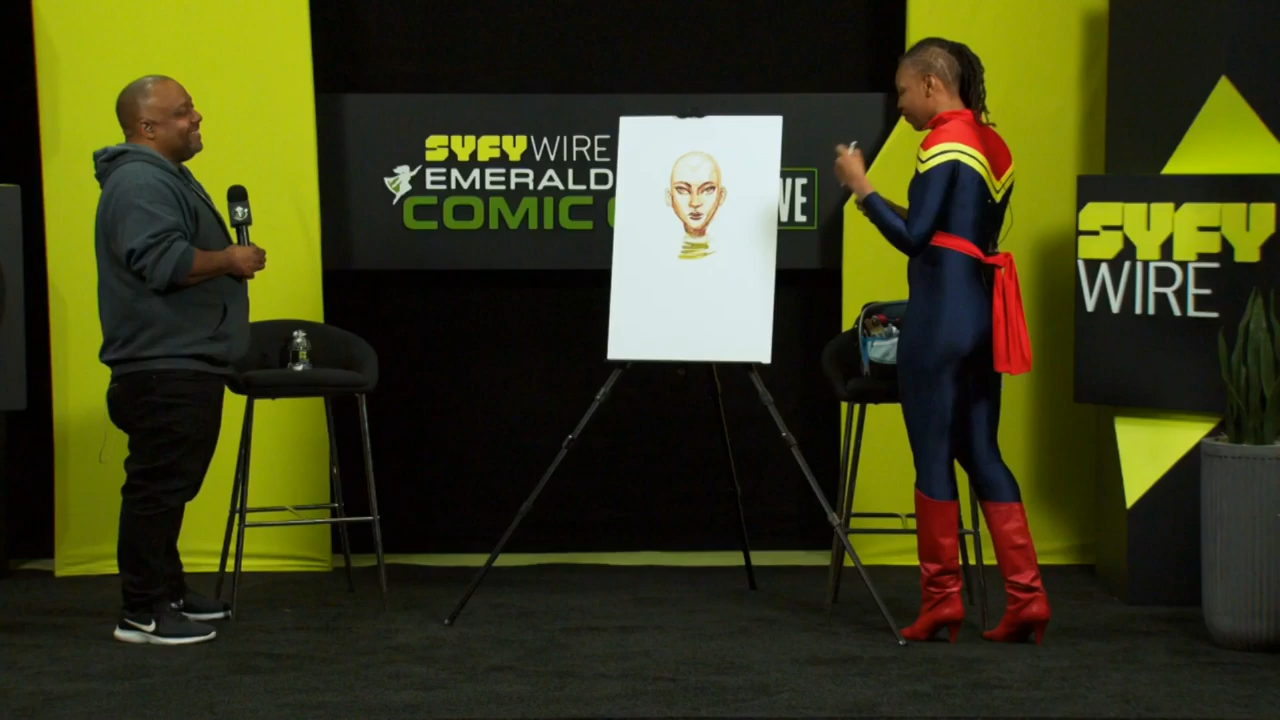 SYFY WIRE
EMERALD
COMIC
VE
SYFY
WIRE